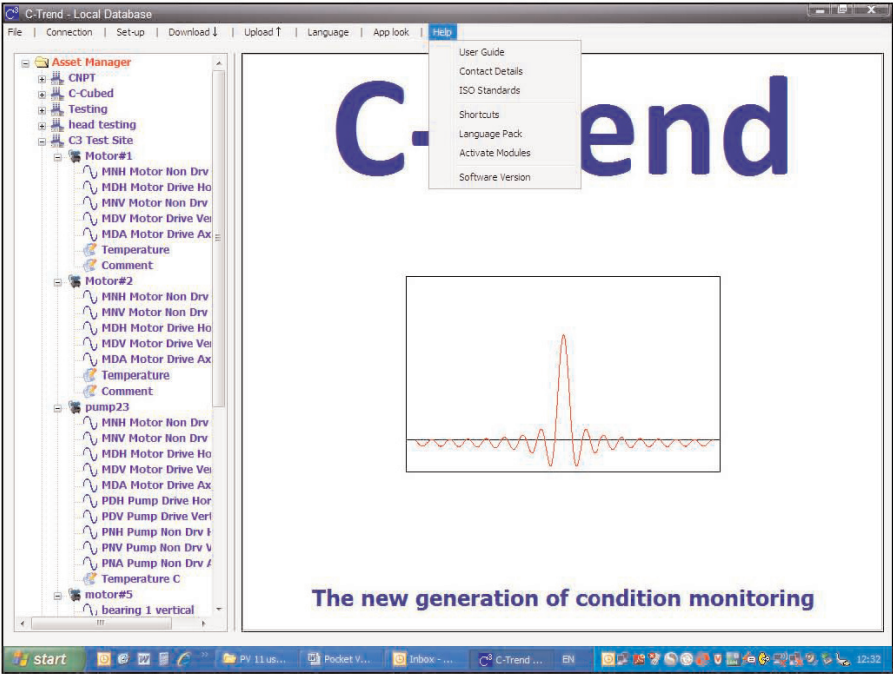 C-Trend - Local Database
File | Connection | Set-up | Download↓ | Upload↑ | Language | App look | Help
User Guide
Contact Details
ISO Standards
Shortcuts
Language Pack
Activate Modules
Software Version
Asset Manager
CNPT
C-Cubed
Testing
head testing
C3 Test Site
Motor#1
MNH Motor Non Drv
MDH Motor Drive Ho
MNV Motor Non Drv
MDV Motor Drive Ver
MDA Motor Drive Ax
Temperature
Comment
Motor#2
MNH Motor Non Drv
MNV Motor Non Drv
MDH Motor Drive Ho
MDV Motor Drive Ver
MDA Motor Drive Ax
Temperature
Comment
pump23
MNH Motor Non Drv
MNV Motor Non Drv
MDH Motor Drive Ho
MDV Motor Drive Ver
MDA Motor Drive Ax
PDH Pump Drive Hor
PDV Pump Drive Vert
PNH Pump Non Drv H
PNV Pump Non Drv V
PNA Pump Non Drv A
Temperature C
motor#5
bearing 1 vertical
C- end
The new generation of condition monitoring
start
PV 11 us...
Pocket V...
Inbox - ...
C-Trend ...
EN
12:32